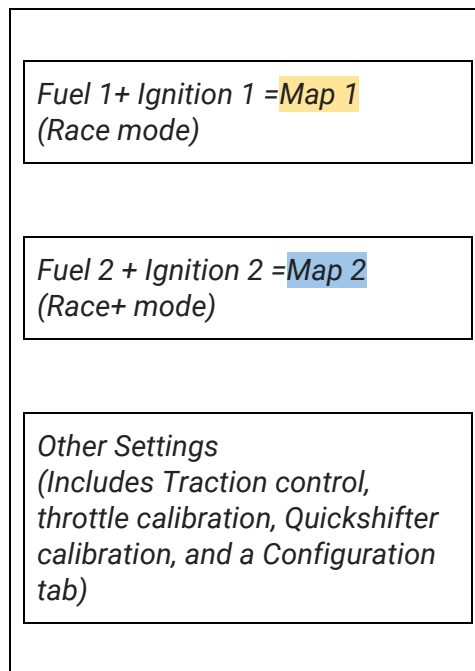 Fuel 1+ Ignition 1 =Map 1
(Race mode)
Fuel 2 + Ignition 2 =Map 2
(Race+ mode)
Other Settings
(Includes Traction control,
throttle calibration, Quickshifter
calibration, and a Configuration
tab)